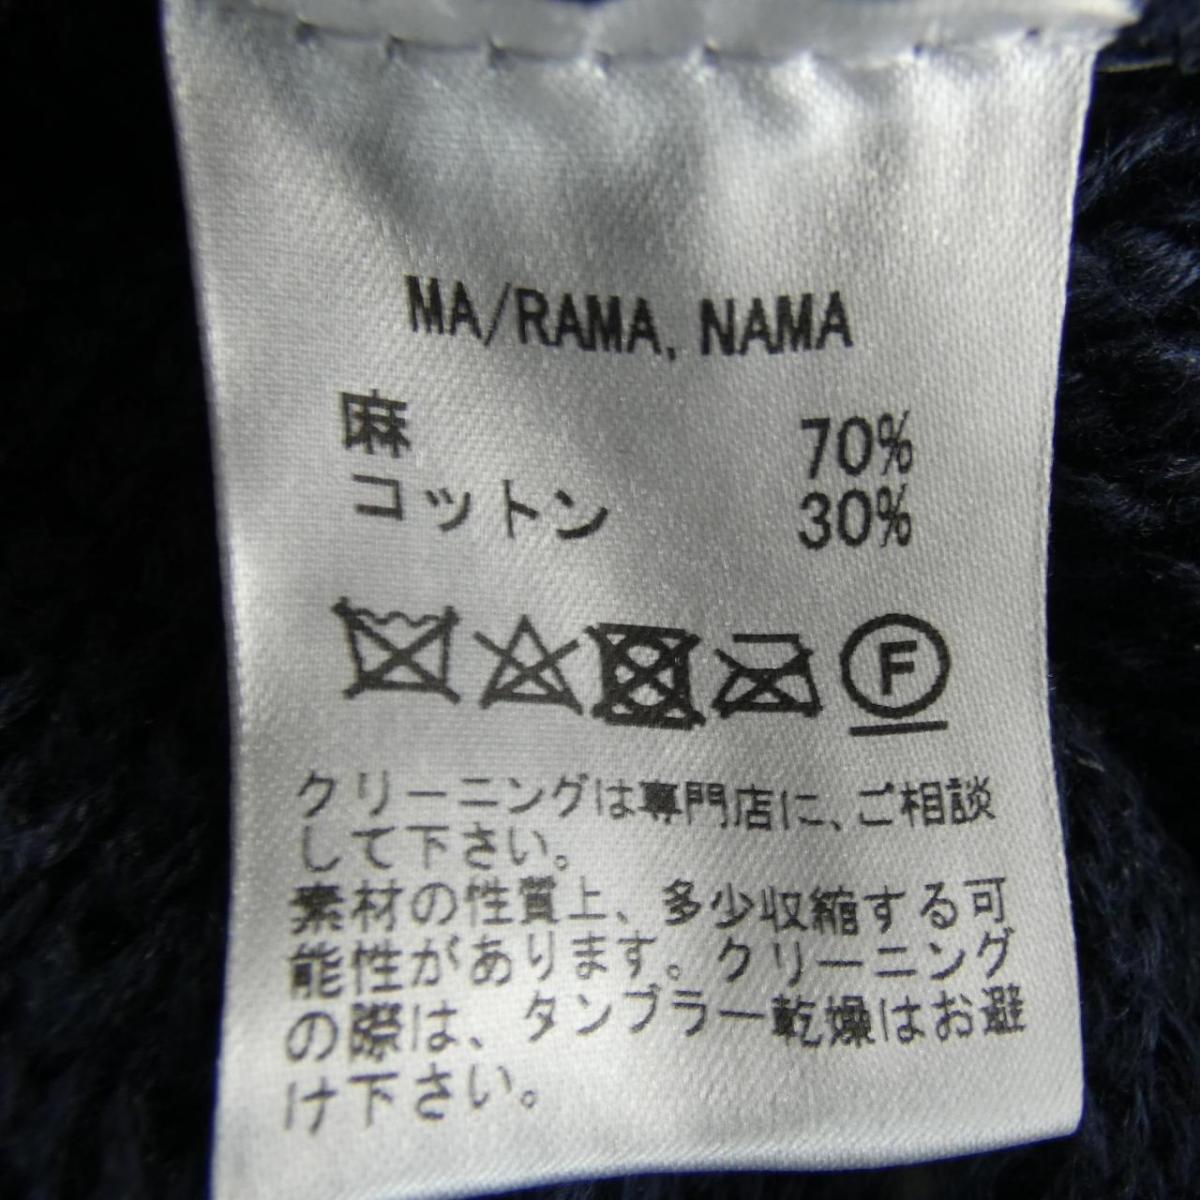 MA/RAMA, NAMA
麻 70%
コットン 30%
F
クリーニングは専門店に、ご相談
して下さい。
素材の性質上、多少収縮する可
能性があります。クリーニング
の際は、タンブラー乾燥はお避
け下さい。